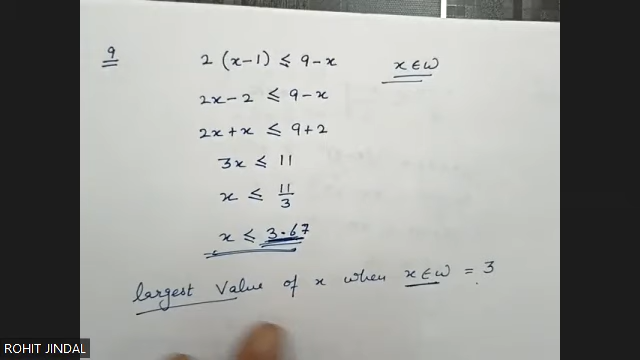 9 2(x-1) ≤ 9-x x ∈ W
2x-2 ≤ 9-x
2x+x ≤ 9+2
3x ≤ 11
x ≤ 11/3
x ≤ 3.67
largest value of x when x ∈ W = 3
ROHIT JINDAL